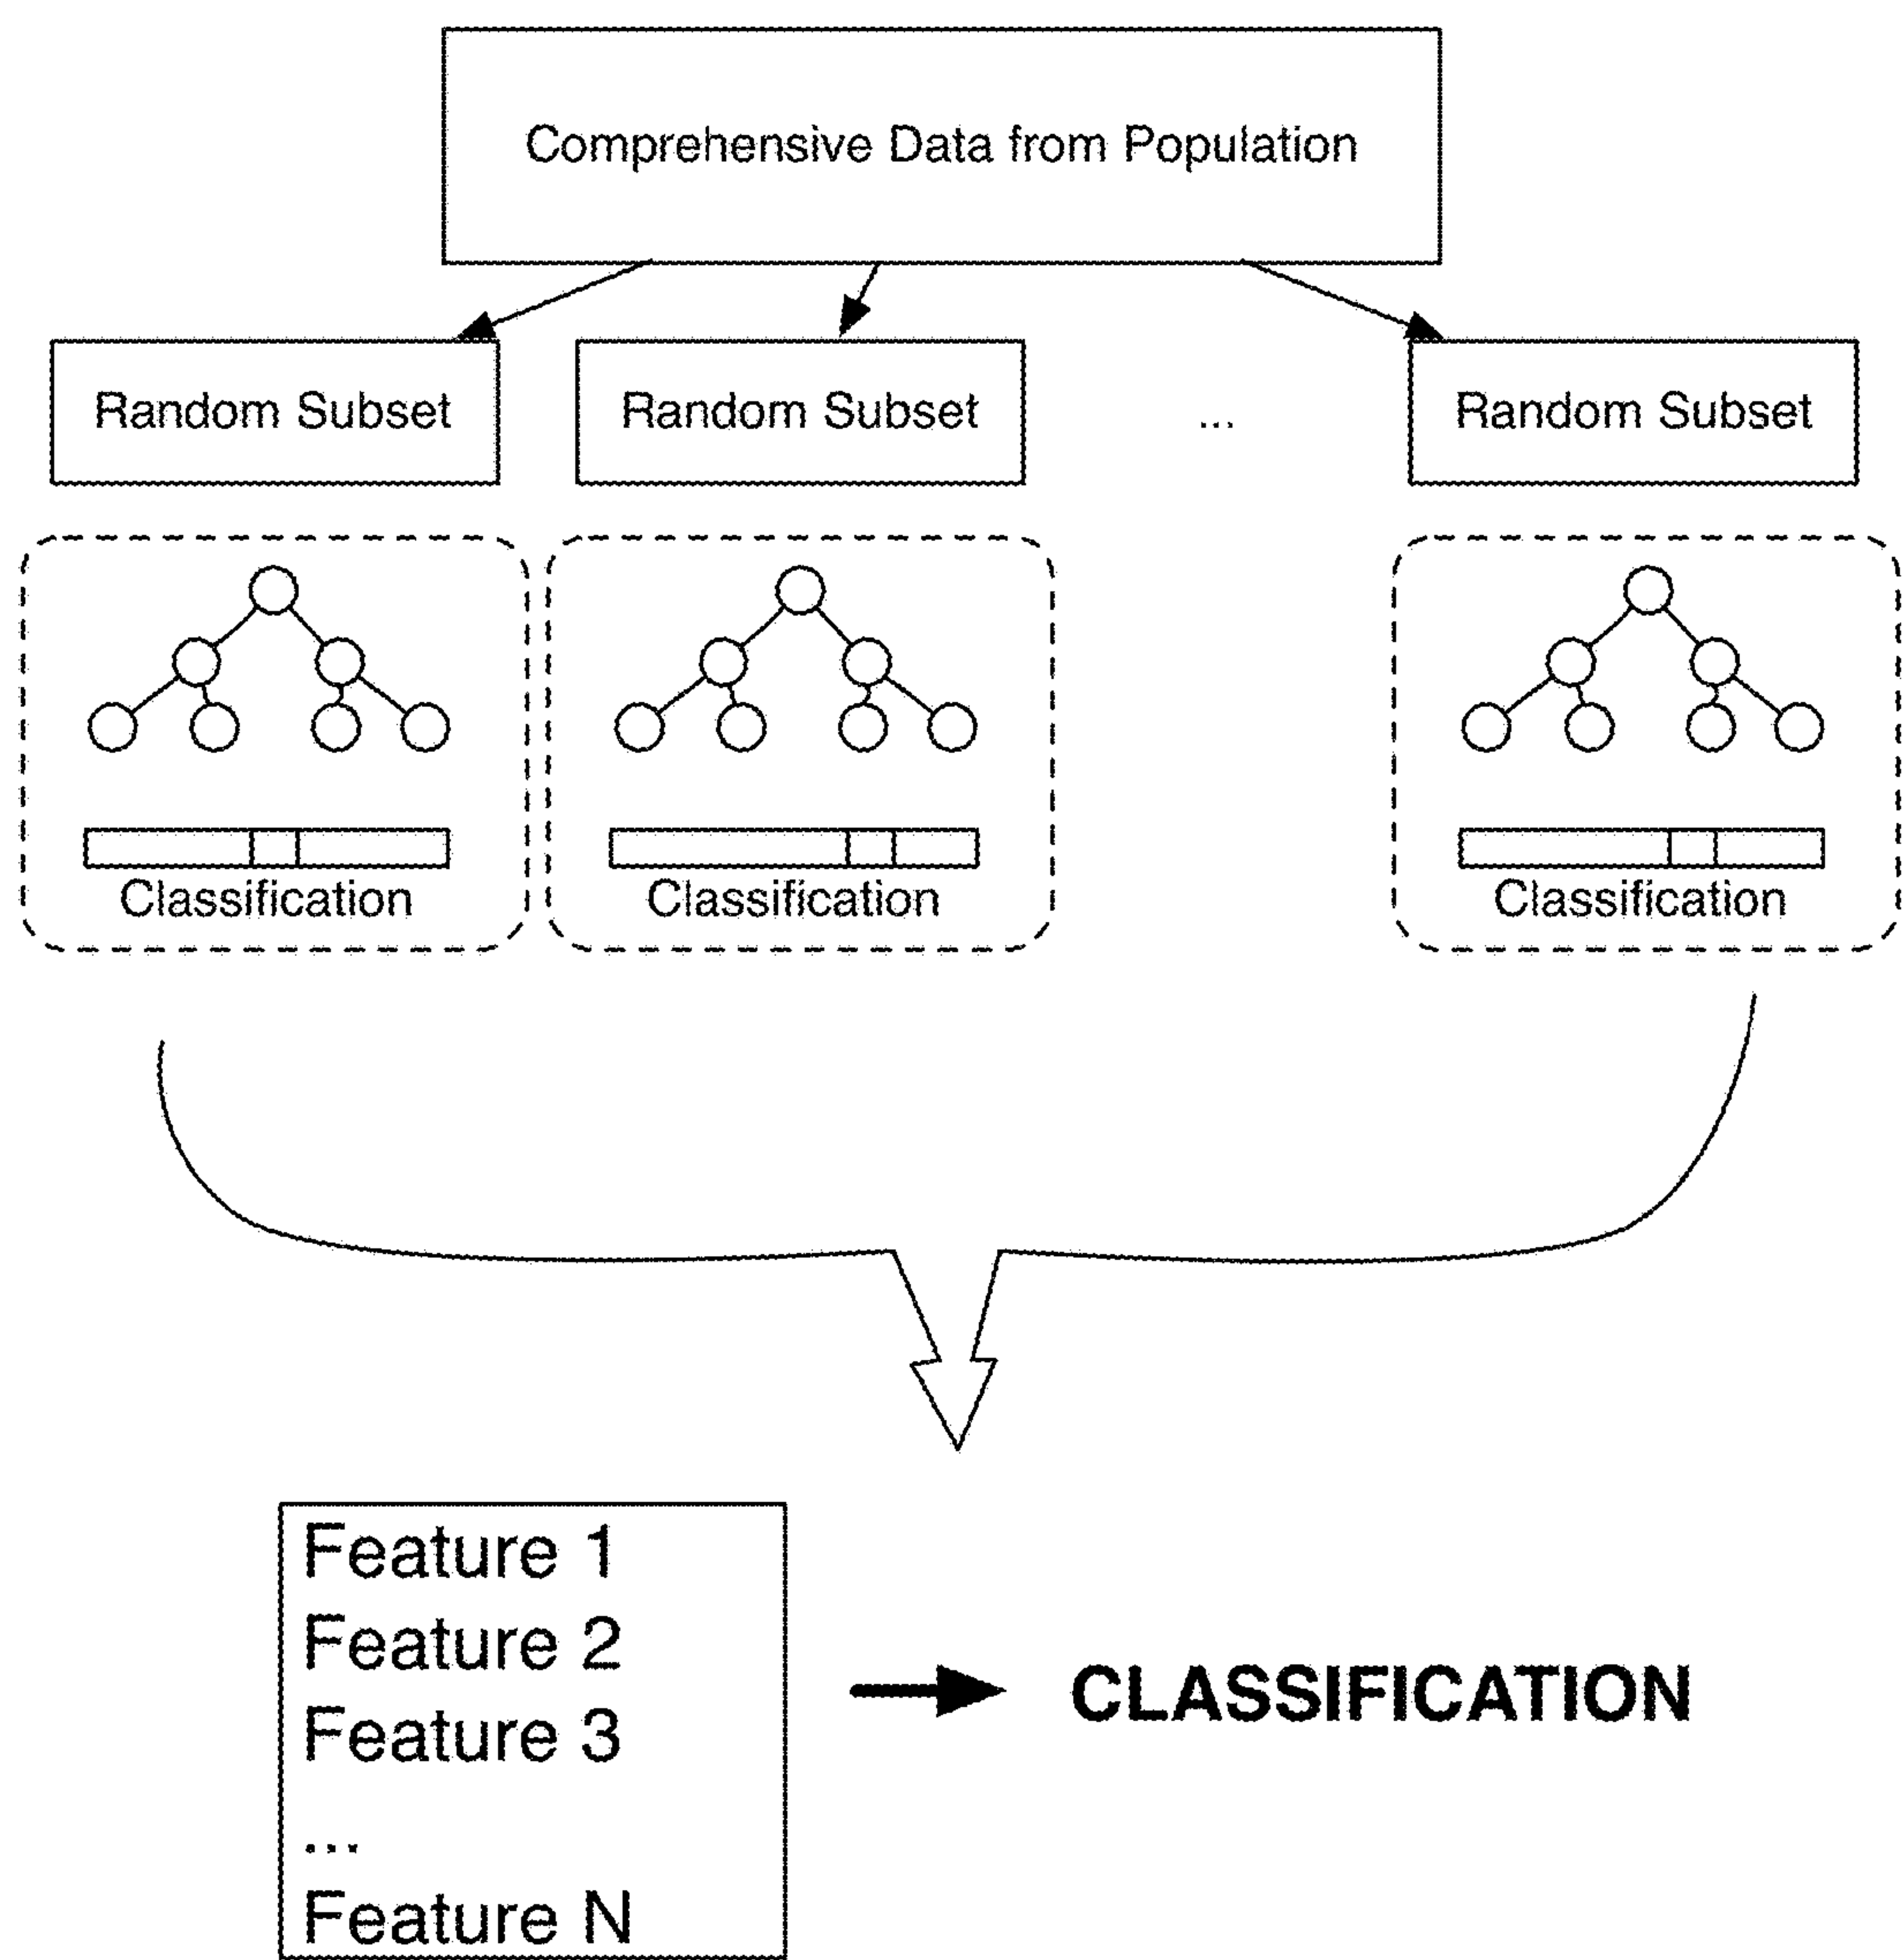 Comprehensive Data from Population
Random Subset
Random Subset
...
Random Subset
Classification
Classification
Classification
Feature 1
Feature 2
Feature 3
...
Feature N
CLASSIFICATION